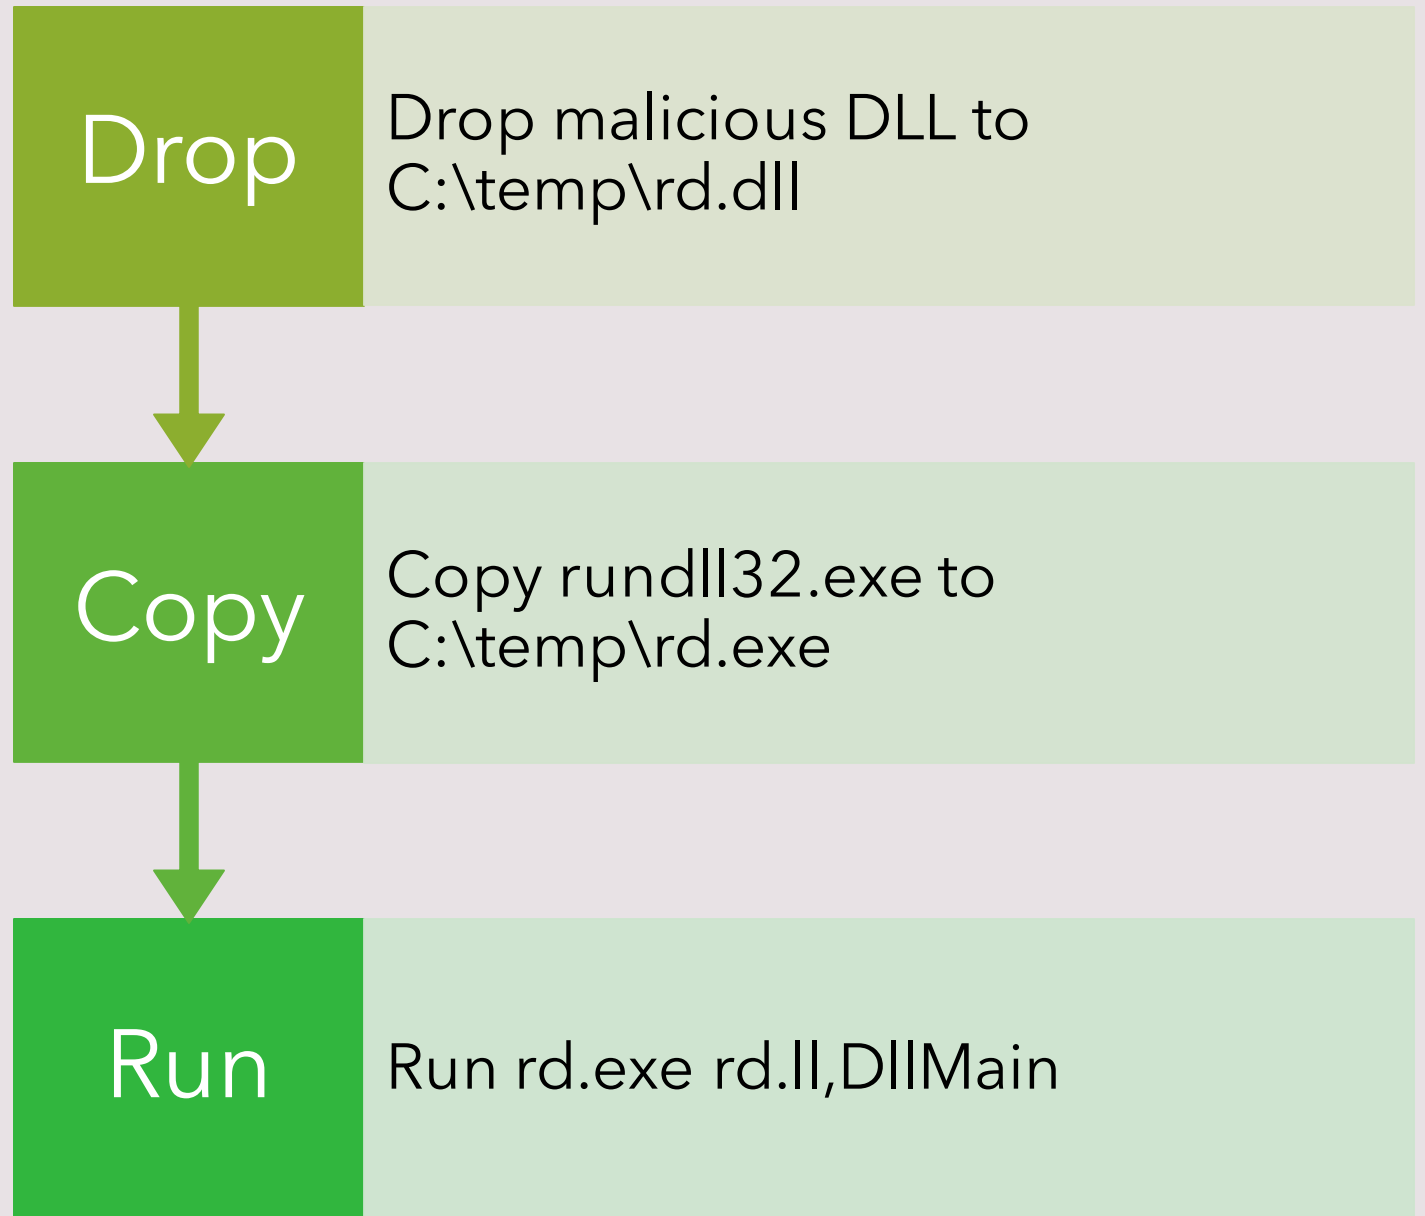 Drop
Drop malicious DLL to
C:\temp\rd.dll
Copy
Copy rundll32.exe to
C:\temp\rd.exe
Run
Run rd.exe rd.ll,DllMain